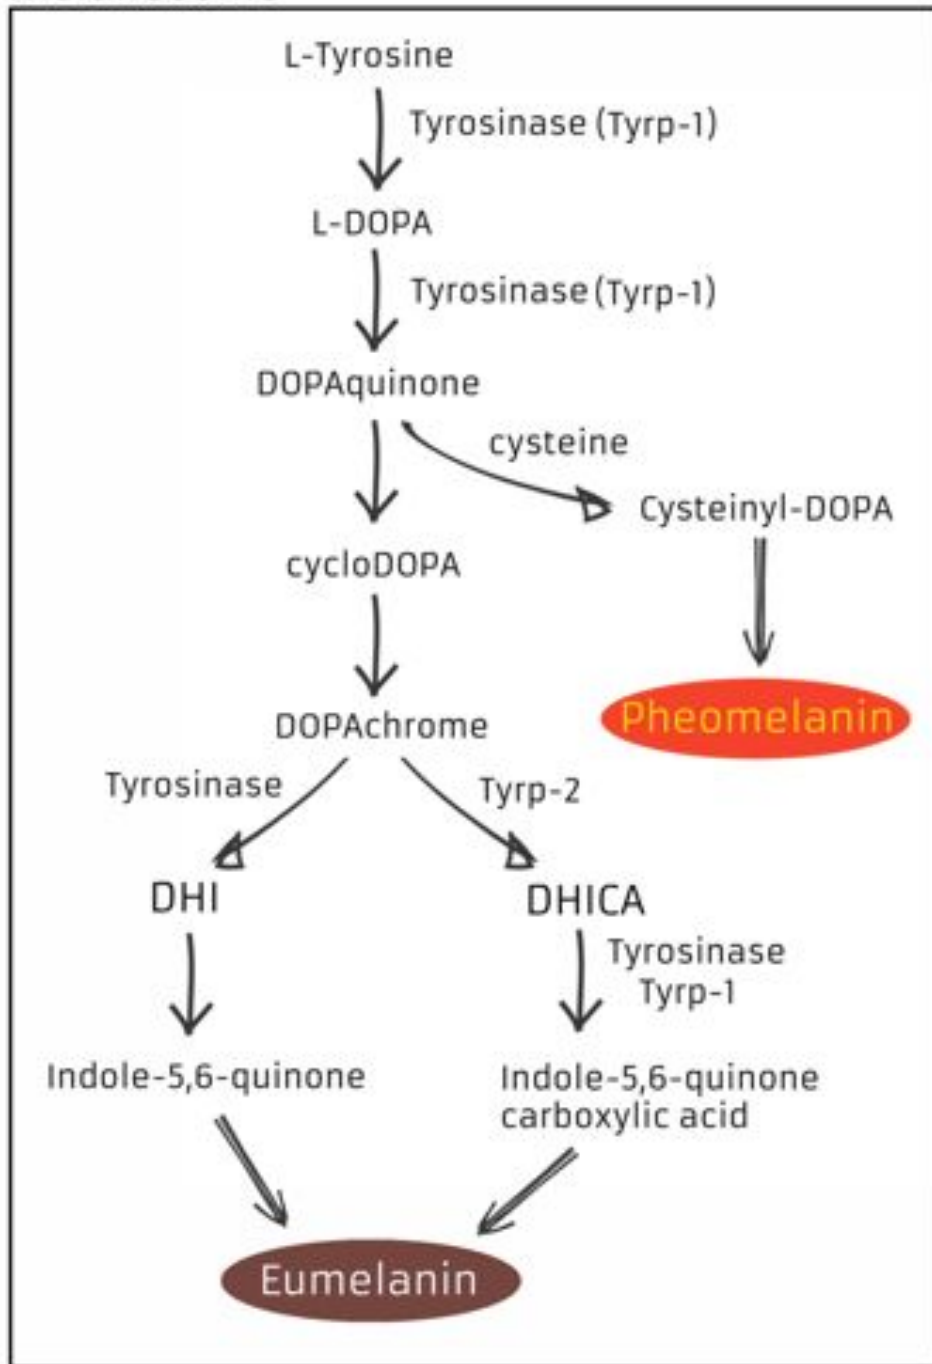 L-Tyrosine
Tyrosinase (Tyrp-1)
L-DOPA
Tyrosinase (Tyrp-1)
DOPAquinone
cysteine
Cysteinyl-DOPA
cycloDOPA
Pheomelanin
DOPAchrome
Tyrosinase
Tyrp-2
DHI
DHICA
Tyrosinase
Tyrp-1
Indole-5,6-quinone
Indole-5,6-quinone
carboxylic acid
Eumelanin